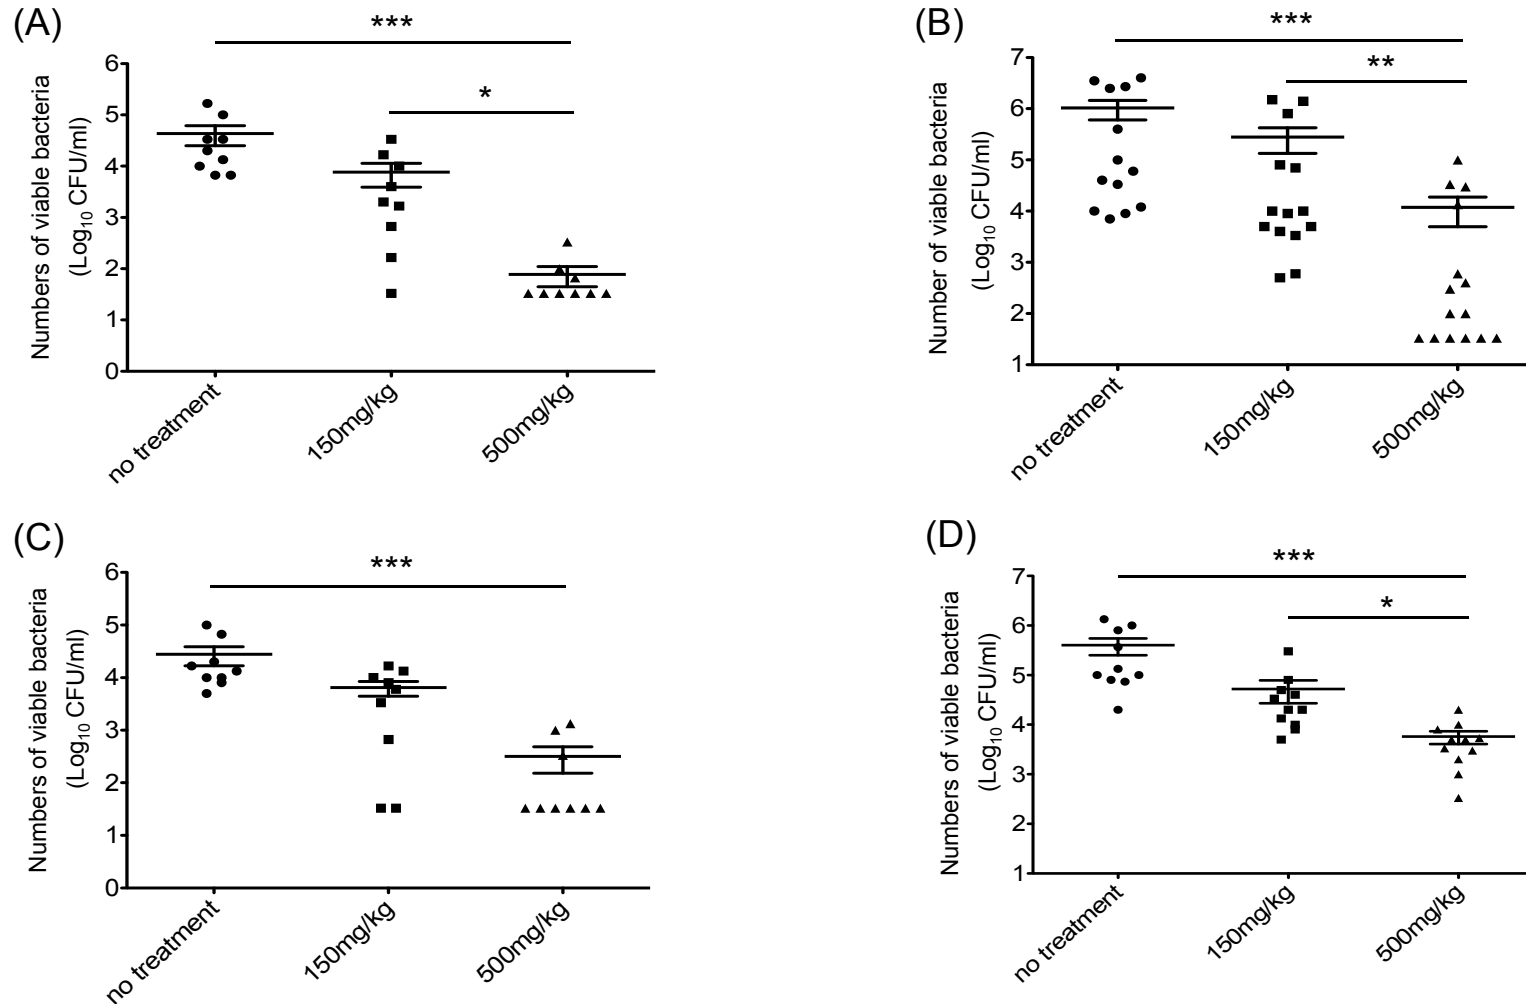 (A)
***
*
Numbers of viable bacteria
(Log10 CFU/ml)
6
5
4
3
2
1
0
no treatment
150mg/kg
500mg/kg
(B)
***
**
Number of viable bacteria
(Log10 CFU/ml)
7
6
5
4
3
2
1
no treatment
150mg/kg
500mg/kg
(C)
***
Numbers of viable bacteria
(Log10 CFU/ml)
6
5
4
3
2
1
0
no treatment
150mg/kg
500mg/kg
(D)
***
*
Numbers of viable bacteria
(Log10 CFU/ml)
7
6
5
4
3
2
1
no treatment
150mg/kg
500mg/kg